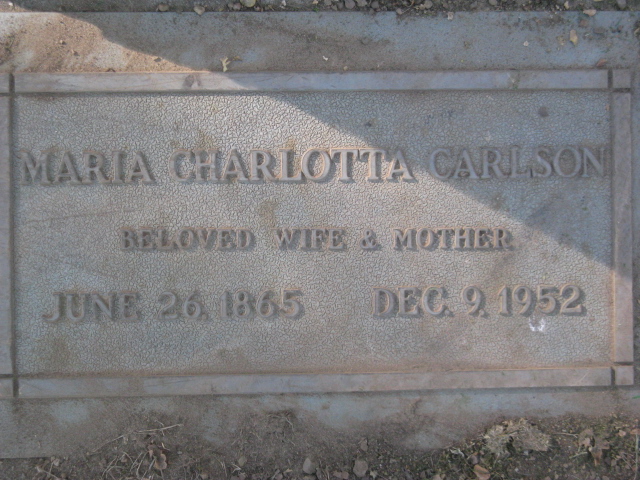 MARIA CHARLOTTA CARLSON
BELOVED WIFE & MOTHER
JUNE 26, 1865 DEC. 9, 1952